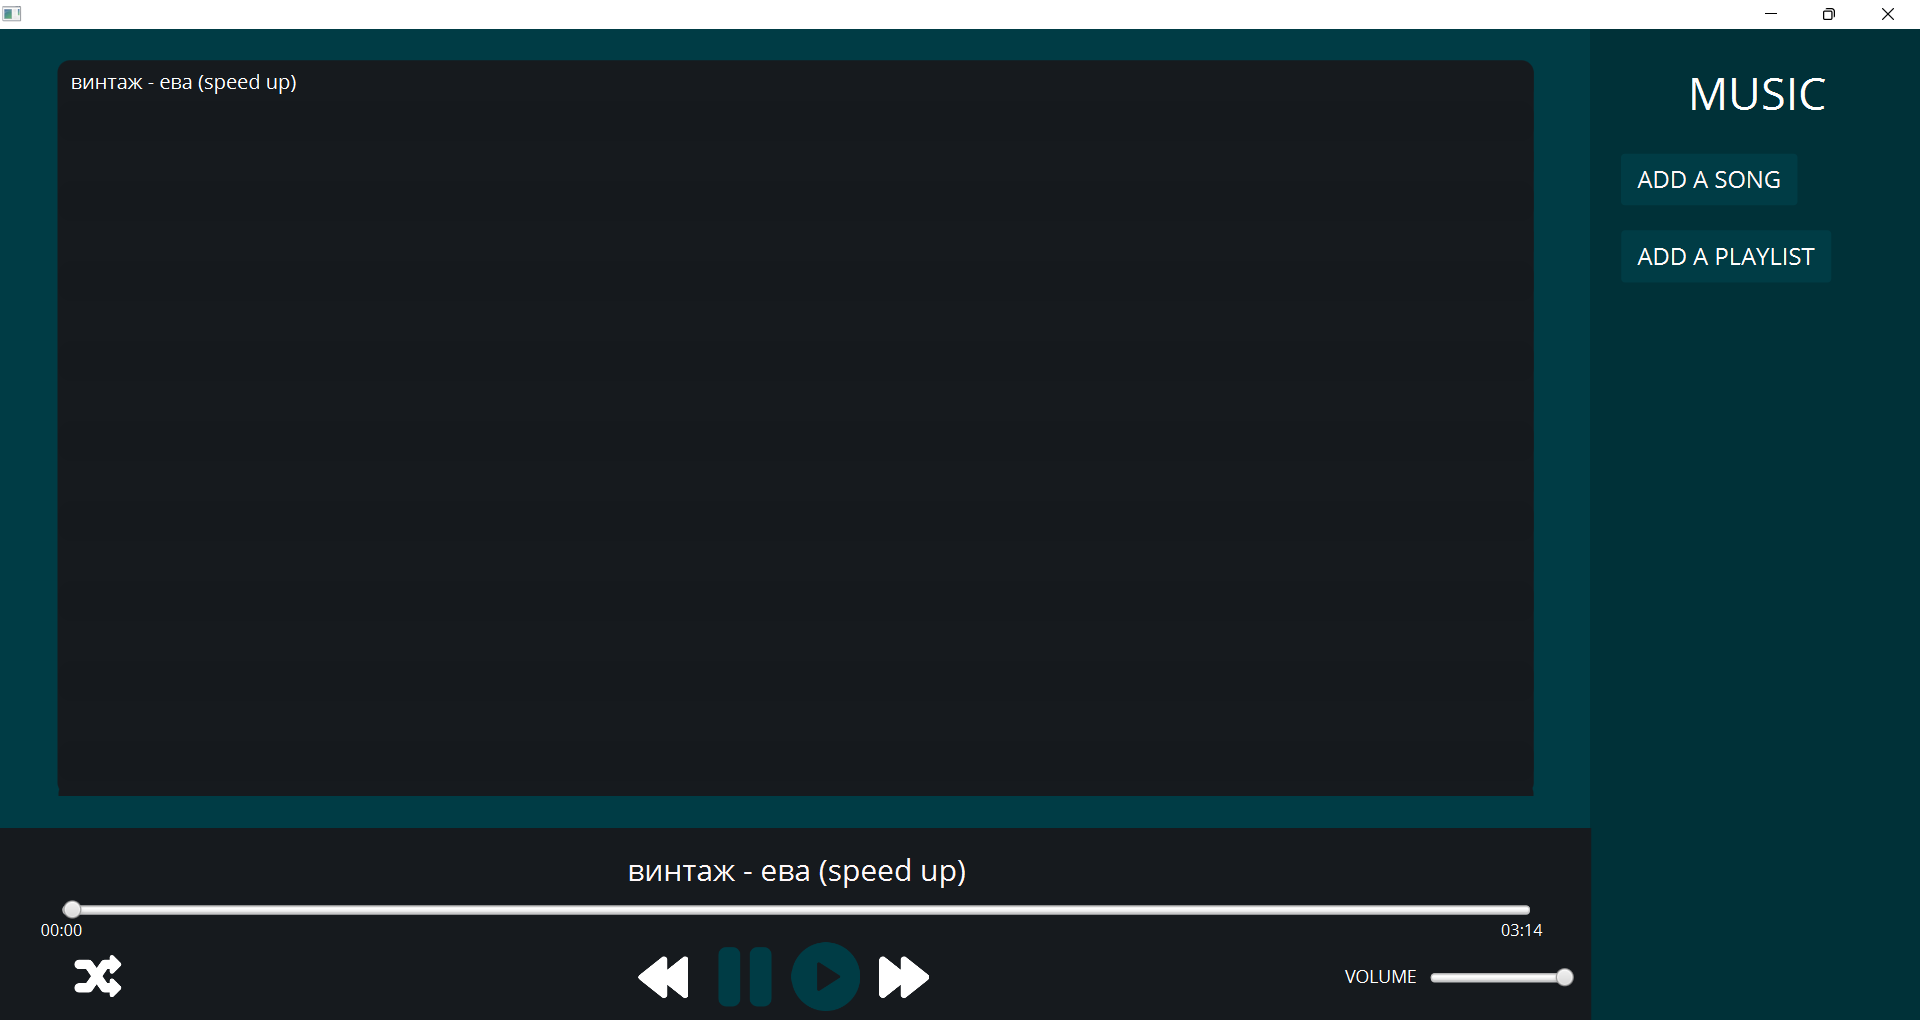 винтаж - ева (speed up)
MUSIC
ADD A SONG
ADD A PLAYLIST
винтаж - ева (speed up)
00:00
03:14
VOLUME